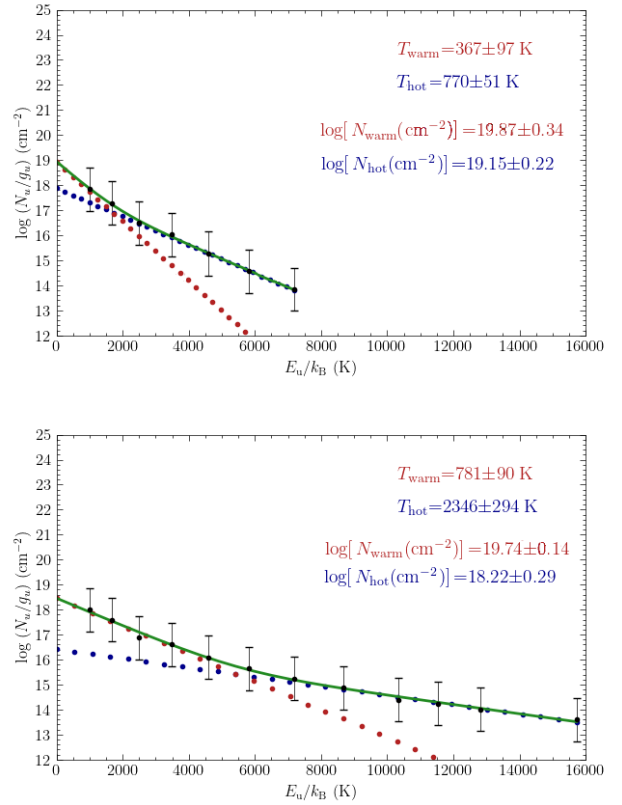 25
24
23
22
21
20
19
18
17
16
15
14
13
12
log (N_u/g_u) (cm⁻²)
T_warm=367±97 K
T_hot=770±51 K
log[ N_warm(cm⁻²)] =19.87±0.34
log[ N_hot(cm⁻²)] =19.15±0.22
0 2000 4000 6000 8000 10000 12000 14000 16000
E_u/k_B (K)
25
24
23
22
21
20
19
18
17
16
15
14
13
12
log (N_u/g_u) (cm⁻²)
T_warm=781±90 K
T_hot=2346±294 K
log[ N_warm(cm⁻²)] =19.74±0.14
log[ N_hot(cm⁻²)] =18.22±0.29
0 2000 4000 6000 8000 10000 12000 14000 16000
E_u/k_B (K)